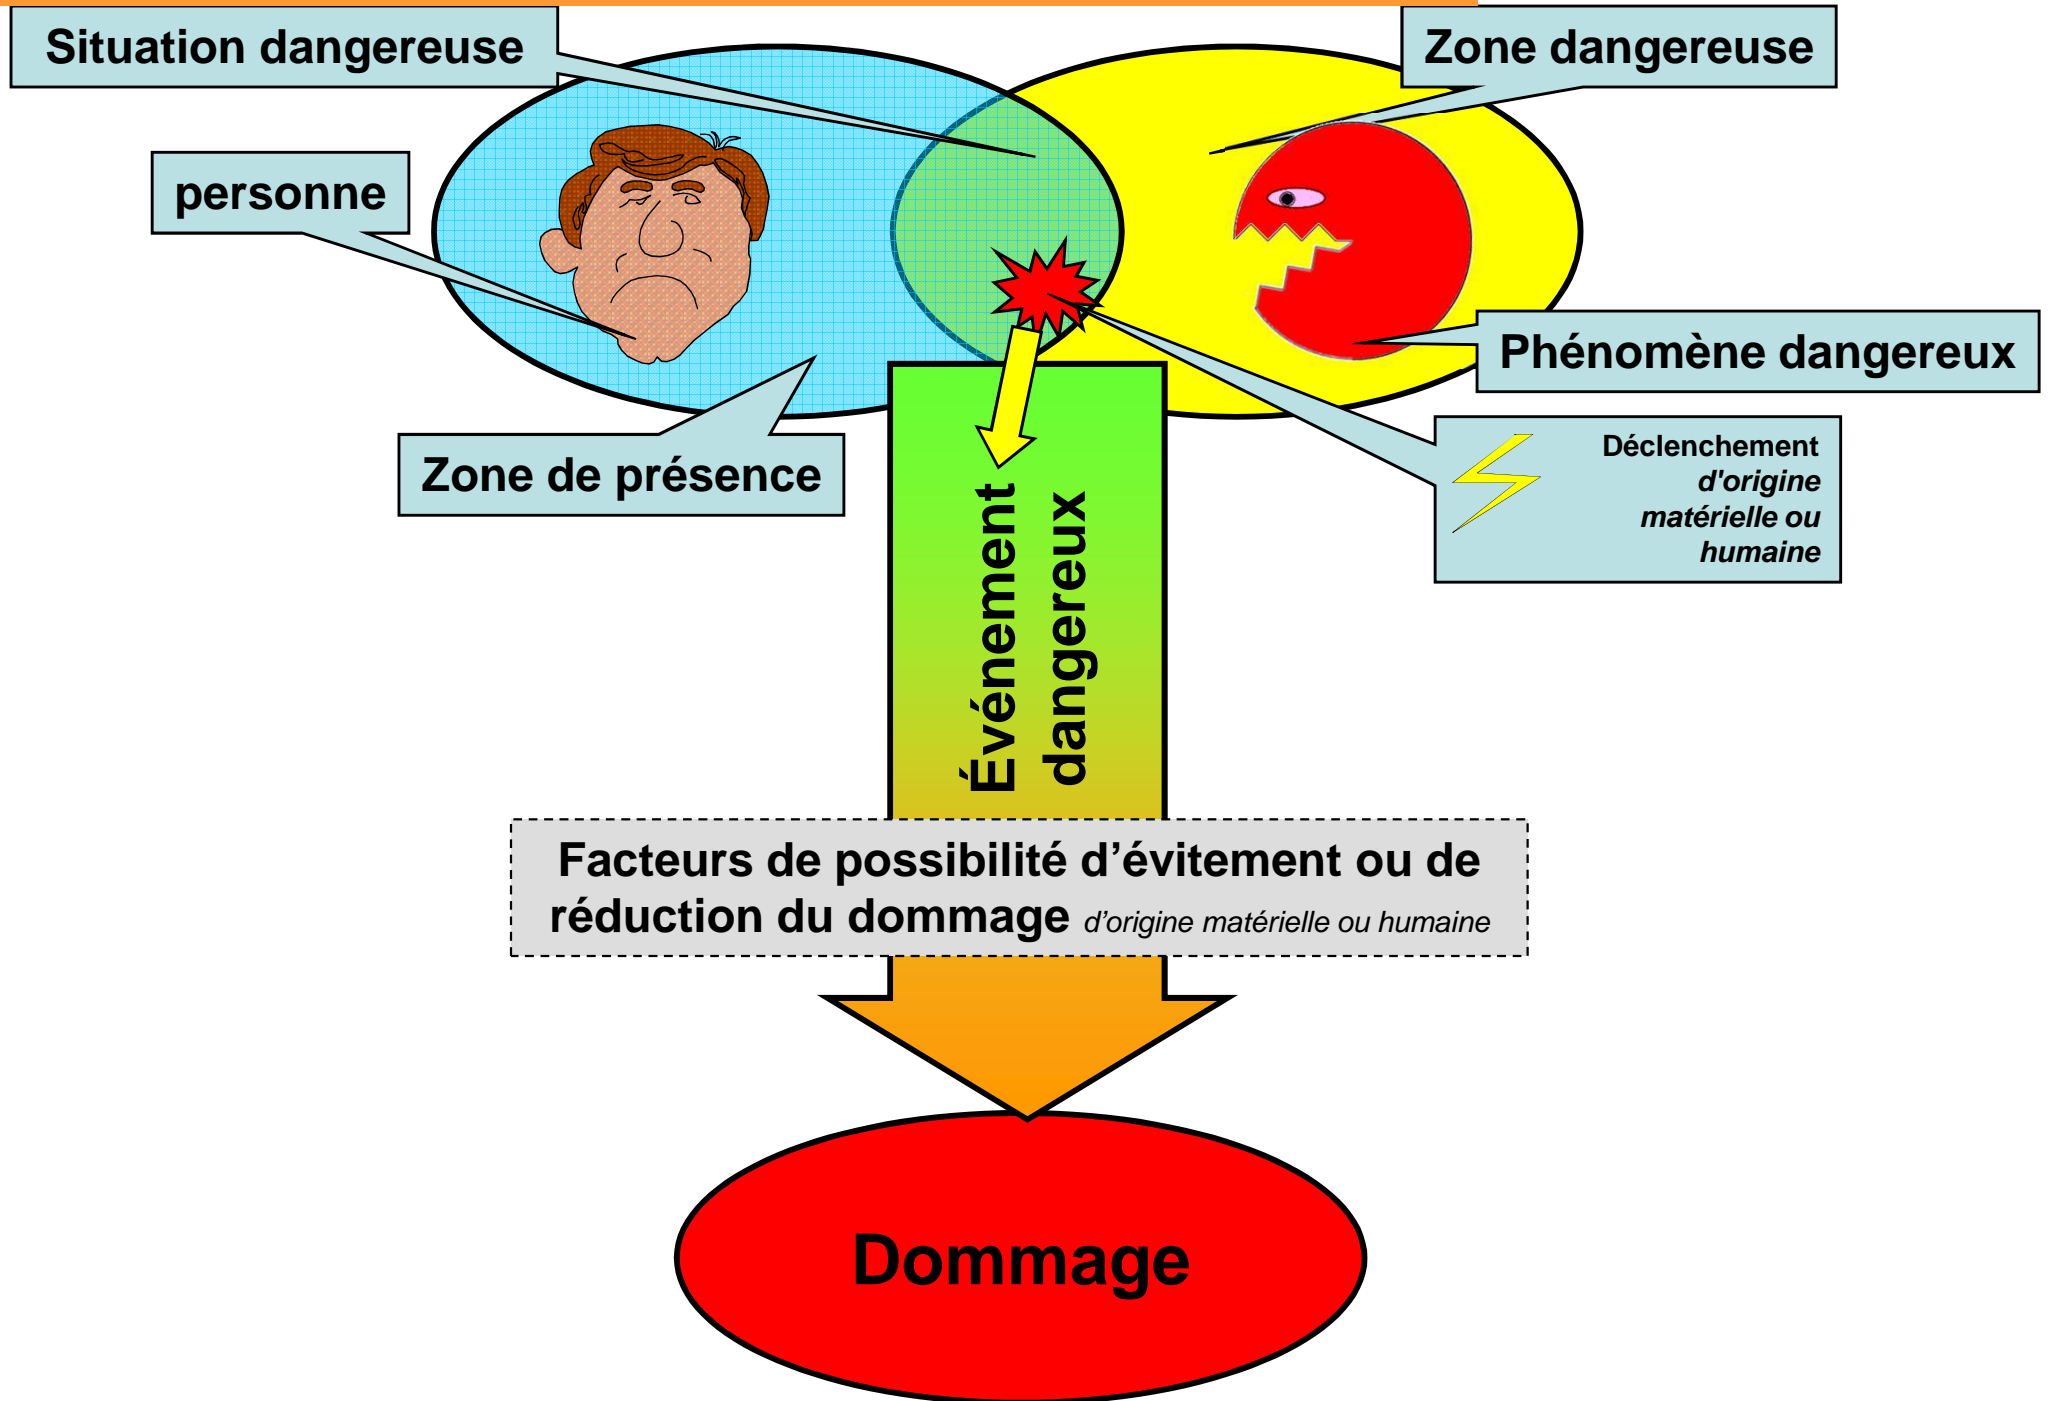 Situation dangereuse
Zone dangereuse
personne
Phénomène dangereux
Zone de présence
Déclenchement
d'origine
matérielle ou
humaine
Événement
dangereux
Facteurs de possibilité d’évitement ou de
réduction du dommage d’origine matérielle ou humaine
Dommage